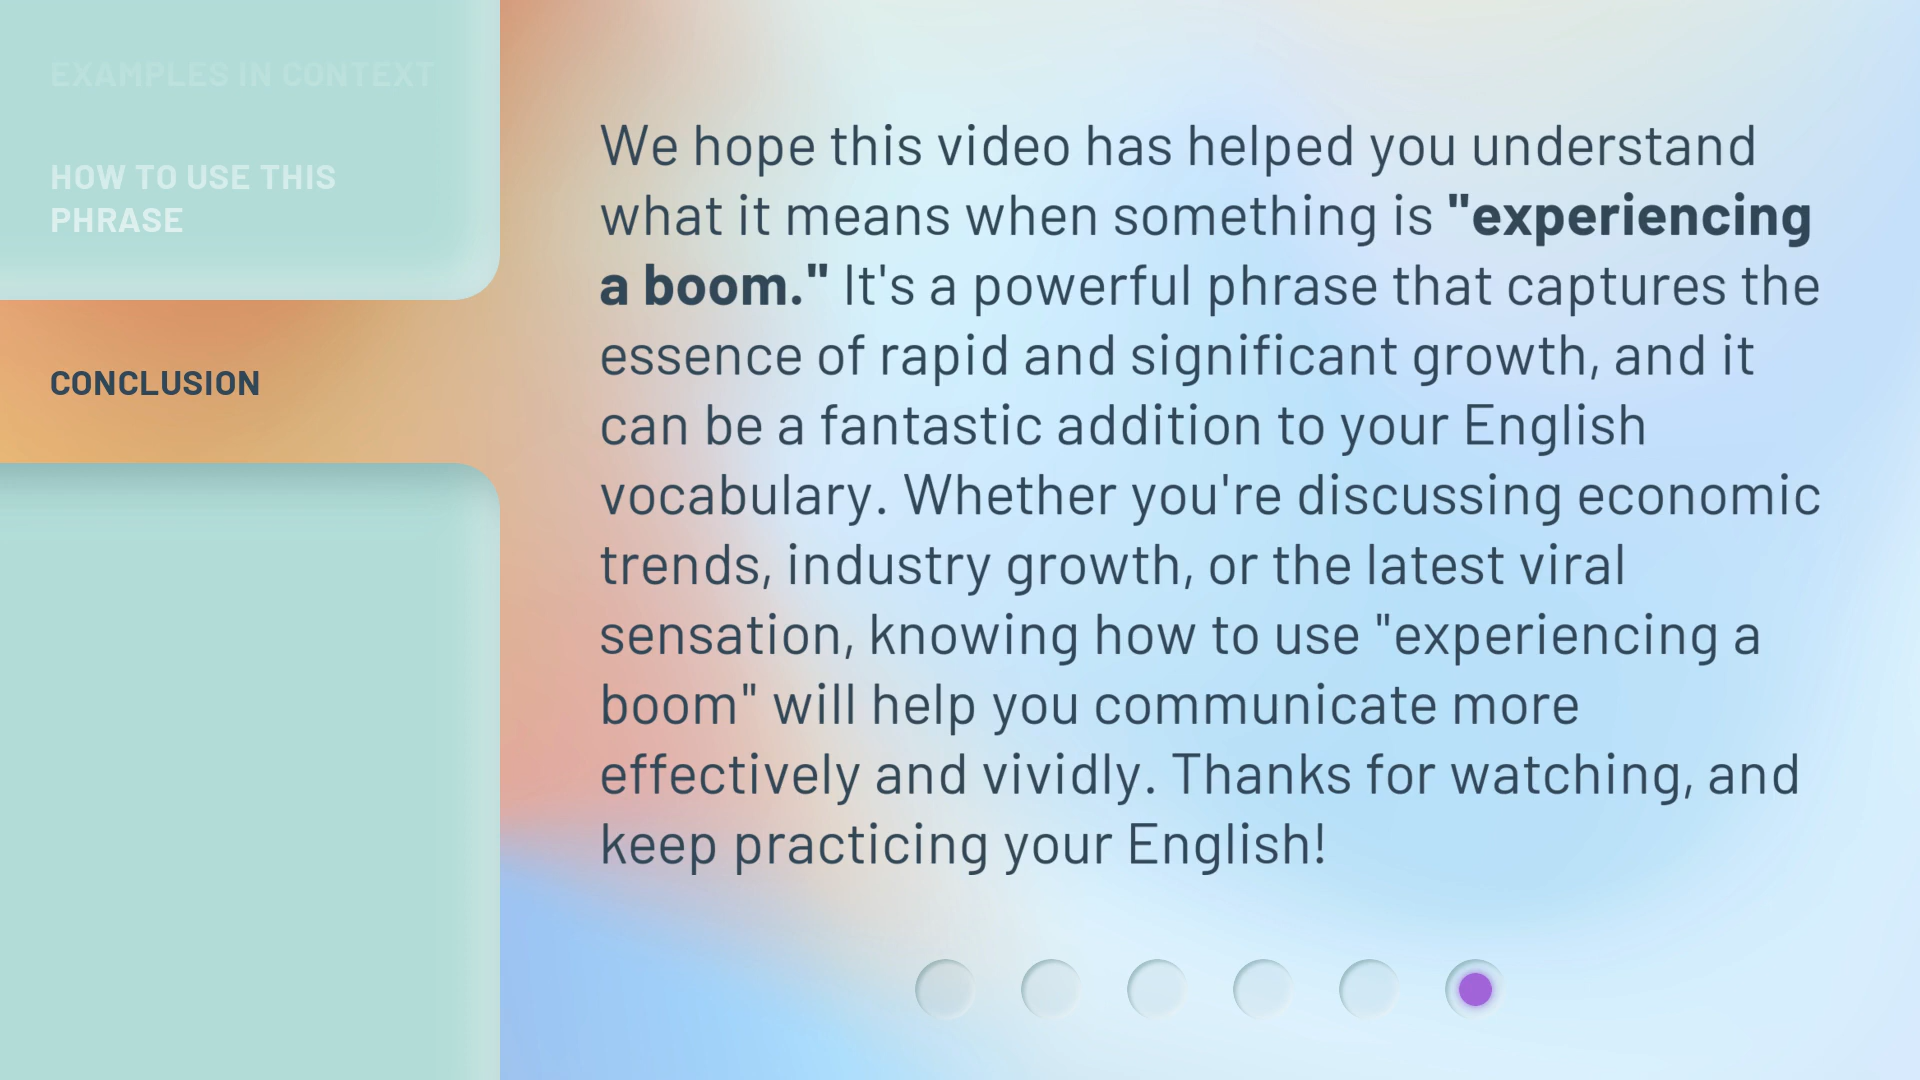 EXAMPLES IN CONTEXT
HOW TO USE THIS
PHRASE
CONCLUSION
We hope this video has helped you understand
what it means when something is "experiencing
a boom." It's a powerful phrase that captures the
essence of rapid and significant growth, and it
can be a fantastic addition to your English
vocabulary. Whether you're discussing economic
trends, industry growth, or the latest viral
sensation, knowing how to use "experiencing a
boom" will help you communicate more
effectively and vividly. Thanks for watching, and
keep practicing your English!